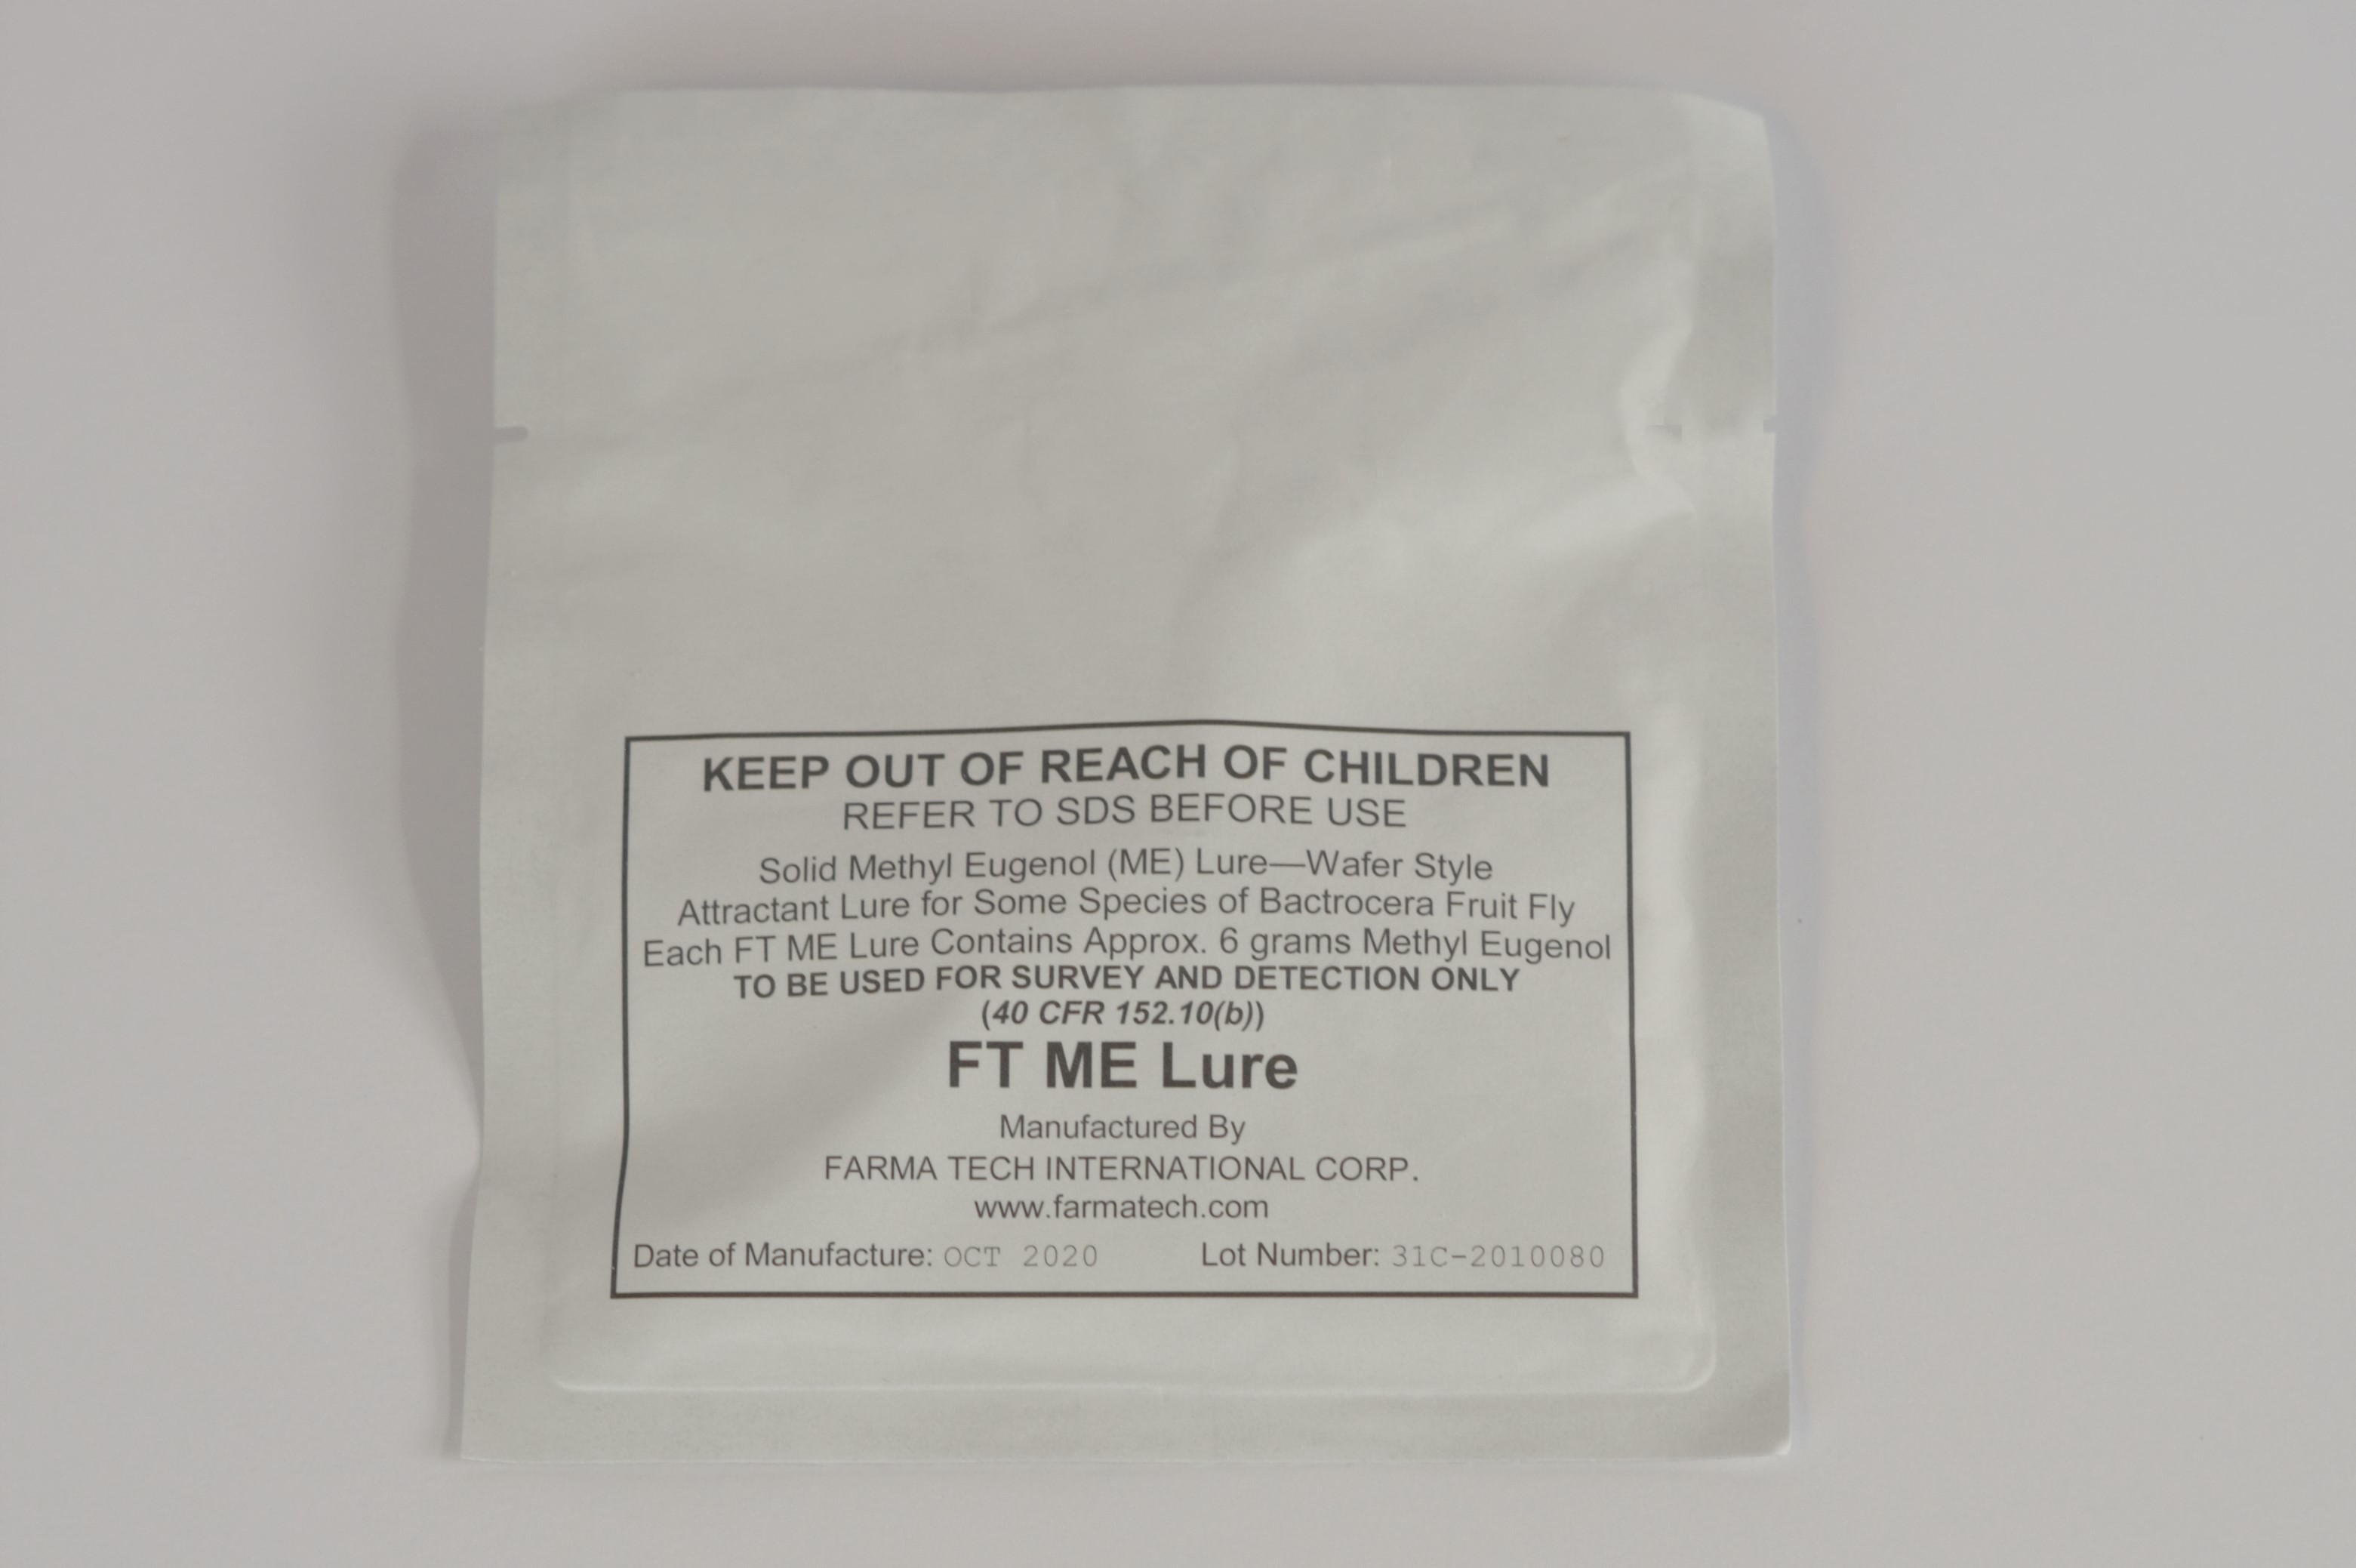 KEEP OUT OF REACH OF CHILDREN
REFER TO SDS BEFORE USE
Solid Methyl Eugenol (ME) Lure—Wafer Style
Attractant Lure for Some Species of Bactrocera Fruit Fly
Each FT ME Lure Contains Approx. 6 grams Methyl Eugenol
TO BE USED FOR SURVEY AND DETECTION ONLY
(40 CFR 152.10(b))
FT ME Lure
Manufactured By
FARMA TECH INTERNATIONAL CORP.
www.farmatech.com
Date of Manufacture: OCT 2020 Lot Number: 31C-2010080